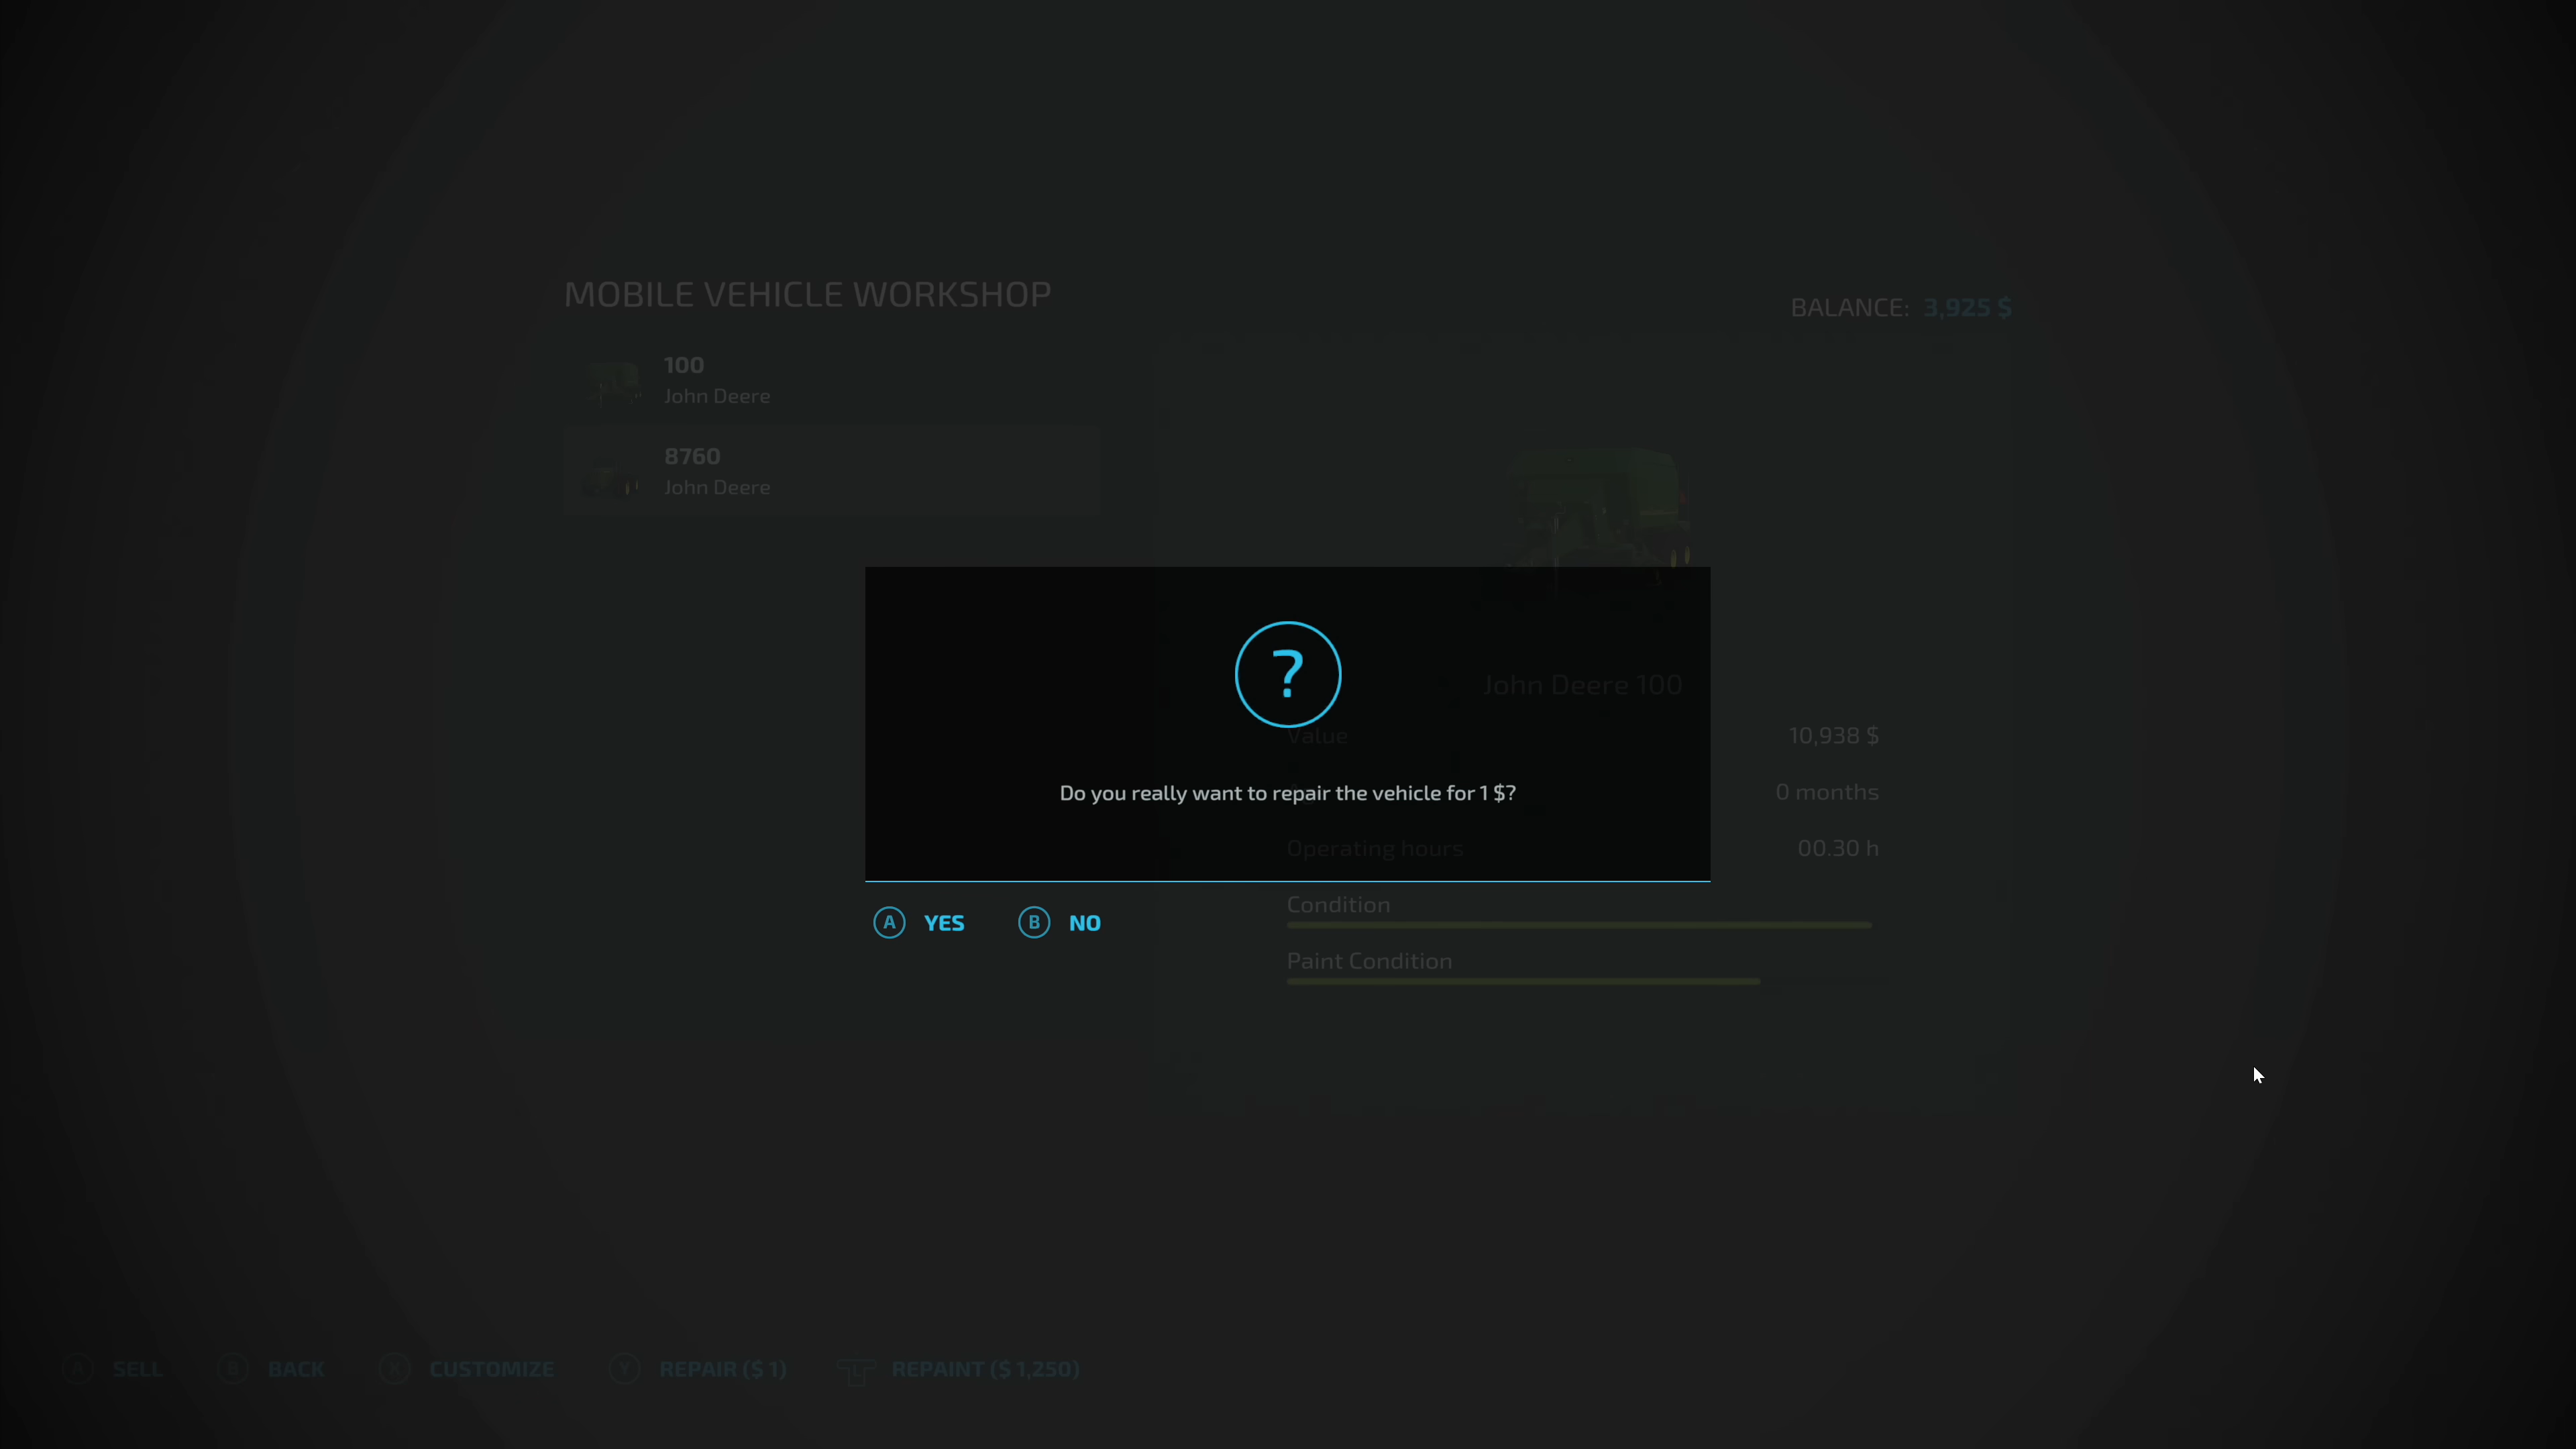 MOBILE VEHICLE WORKSHOP
BALANCE: 3,925 $
100
John Deere
8760
John Deere
?
John Deere 100
Value 10,938 $
Do you really want to repair the vehicle for 1 $?
0 months
Operating hours 00.30 h
A YES B NO
Condition
Paint Condition
A SELL B BACK X CUSTOMIZE Y REPAIR ($ 1) REPAINT ($ 1,250)